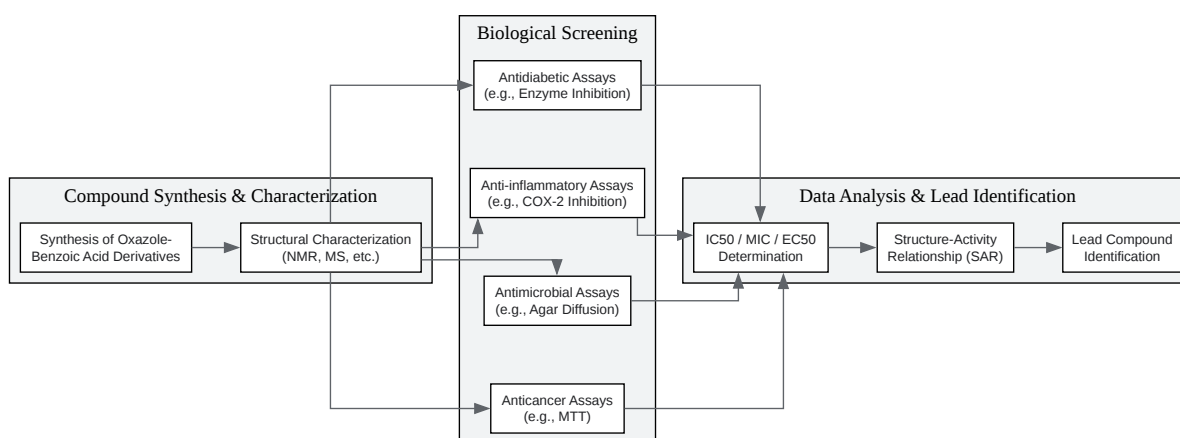 Biological Screening
Antidiabetic Assays
(e.g., Enzyme Inhibition)
Compound Synthesis & Characterization
Synthesis of Oxazole-
Benzoic Acid Derivatives
Structural Characterization
(NMR, MS, etc.)
Anti-inflammatory Assays
(e.g., COX-2 Inhibition)
Antimicrobial Assays
(e.g., Agar Diffusion)
Anticancer Assays
(e.g., MTT)
Data Analysis & Lead Identification
IC50 / MIC / EC50
Determination
Structure-Activity
Relationship (SAR)
Lead Compound
Identification